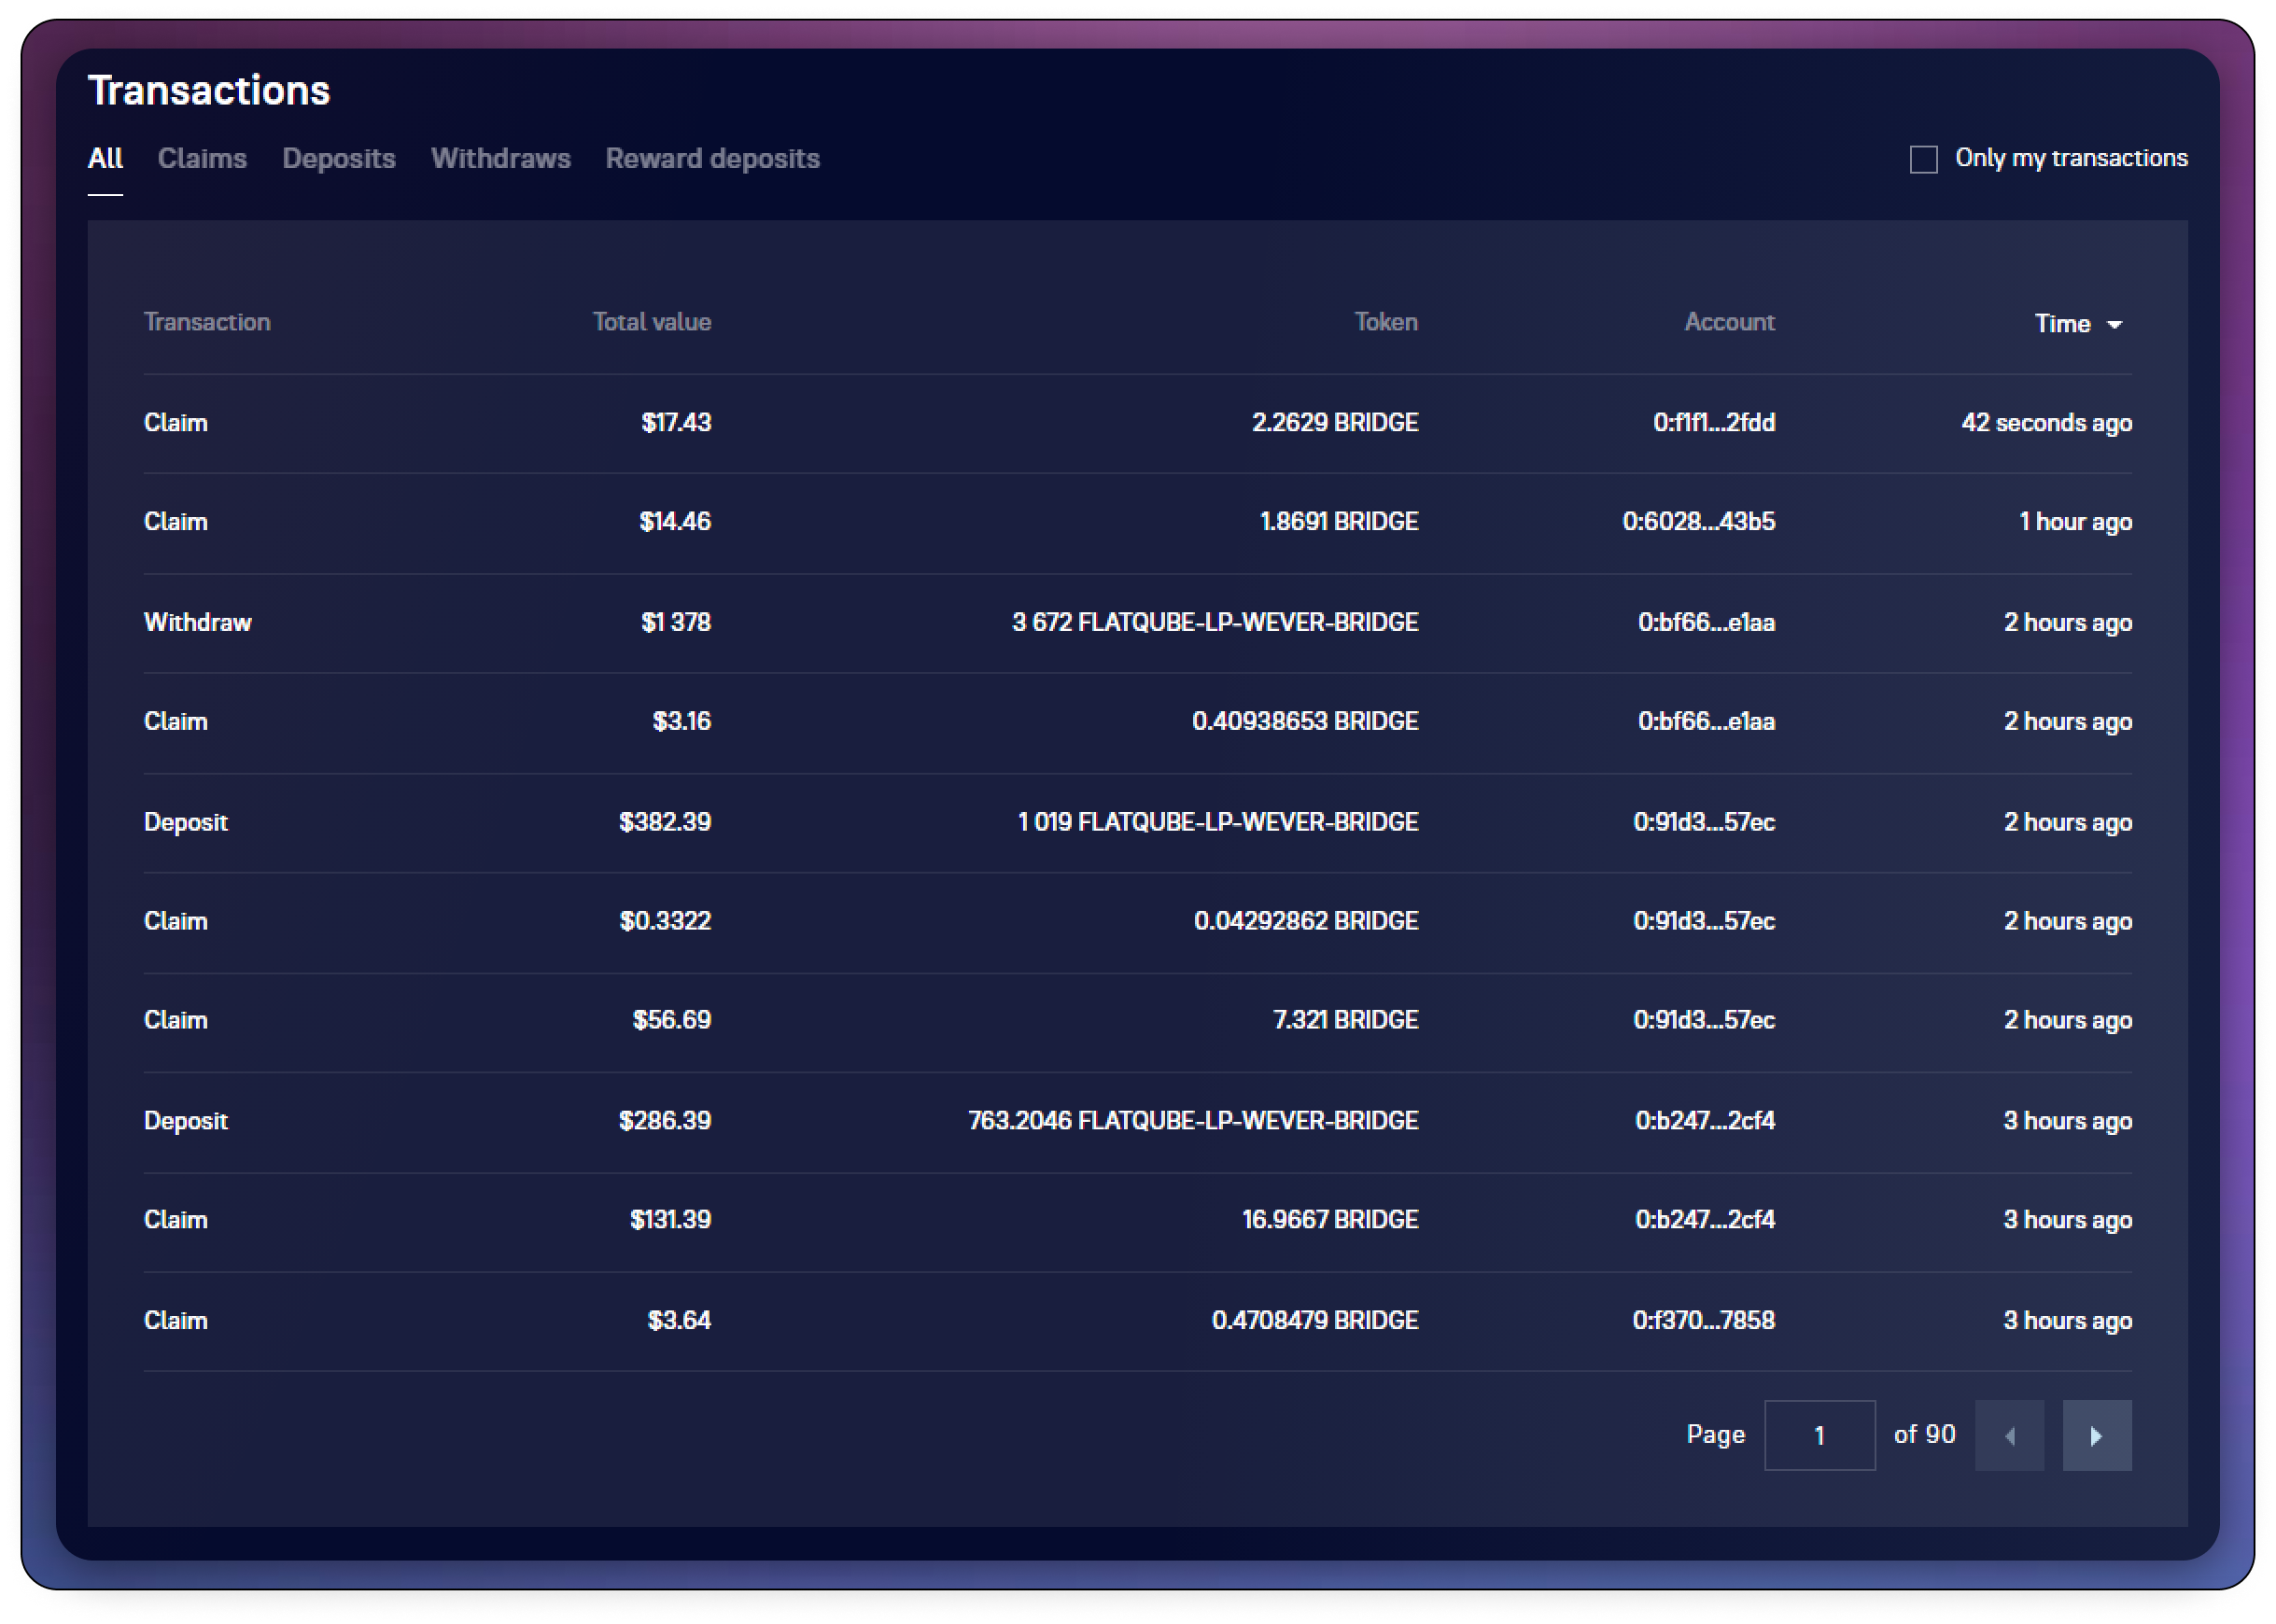 Transactions
All Claims Deposits Withdraws Reward deposits Only my transactions
Transaction Total value Token Account Time
Claim $17.43 2.2629 BRIDGE 0:f1f1...2fdd 42 seconds ago
Claim $14.46 1.8691 BRIDGE 0:6028...43b5 1 hour ago
Withdraw $1 378 3 672 FLATQUBE-LP-WEVER-BRIDGE 0:bf66...e1aa 2 hours ago
Claim $3.16 0.40938653 BRIDGE 0:bf66...e1aa 2 hours ago
Deposit $382.39 1 019 FLATQUBE-LP-WEVER-BRIDGE 0:91d3...57ec 2 hours ago
Claim $0.3322 0.04292862 BRIDGE 0:91d3...57ec 2 hours ago
Claim $56.69 7.321 BRIDGE 0:91d3...57ec 2 hours ago
Deposit $286.39 763.2046 FLATQUBE-LP-WEVER-BRIDGE 0:b247...2cf4 3 hours ago
Claim $131.39 16.9667 BRIDGE 0:b247...2cf4 3 hours ago
Claim $3.64 0.4708479 BRIDGE 0:f370...7858 3 hours ago
Page 1 of 90